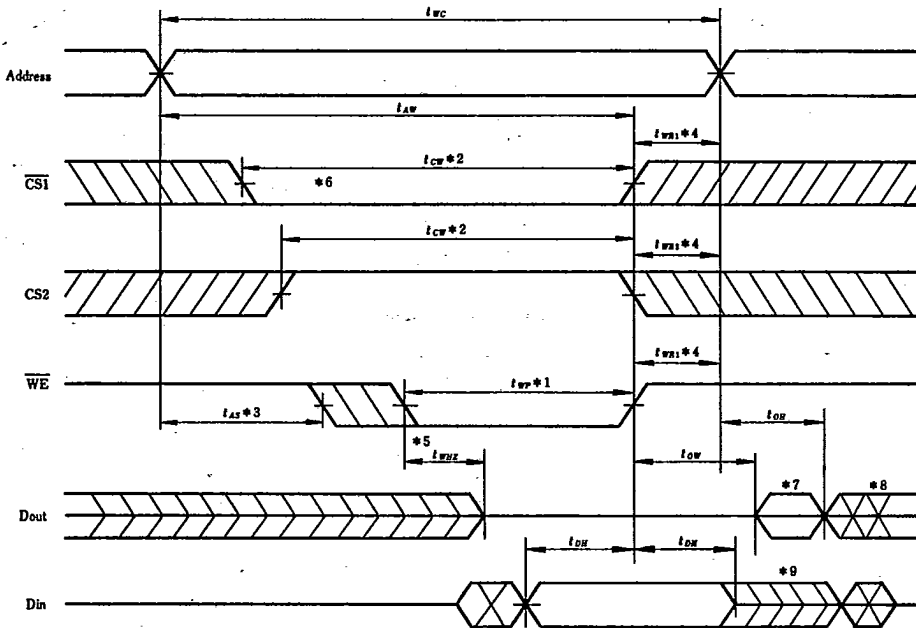 tWC
Address
tAW
tWR1*4
tCW*2
CS1
*6
tCW*2
tWR1*4
CS2
tWR1*4
WE
tWP*1
tAS*3
tOH
*5
tWHZ
tOW
*7
*8
Dout
tDH
tDH
*9
Din